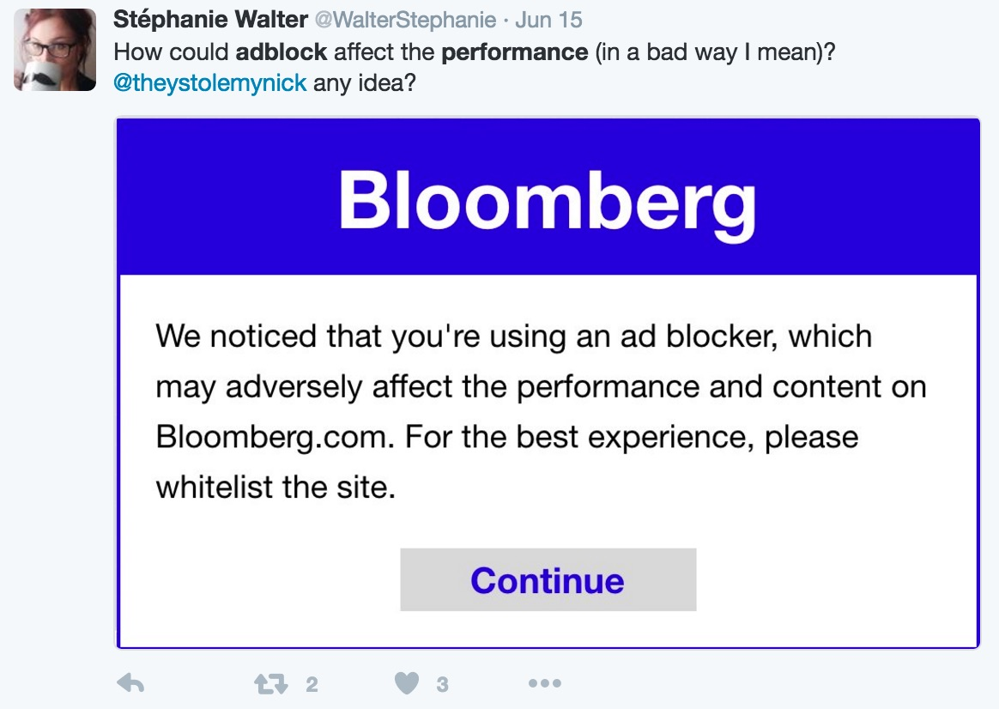 Stéphanie Walter @WalterStephanie · Jun 15
How could adblock affect the performance (in a bad way I mean)?
@theystolemynick any idea?
Bloomberg
We noticed that you're using an ad blocker, which
may adversely affect the performance and content on
Bloomberg.com. For the best experience, please
whitelist the site.
Continue
2 3